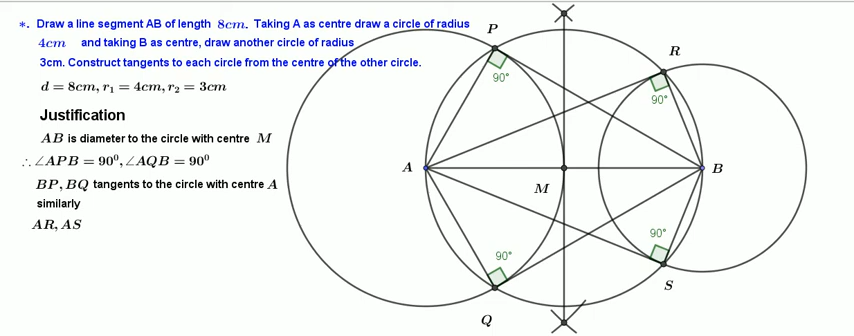 *. Draw a line segment AB of length 8cm. Taking A as centre draw a circle of radius
4cm and taking B as centre, draw another circle of radius
3cm. Construct tangents to each circle from the centre of the other circle.
d = 8cm, r₁ = 4cm, r₂ = 3cm
Justification
AB is diameter to the circle with centre M
∴ ∠APB = 90⁰, ∠AQB = 90⁰
BP, BQ tangents to the circle with centre A
similarly
AR, AS
P
R
90°
90°
A
M
B
90°
90°
S
Q